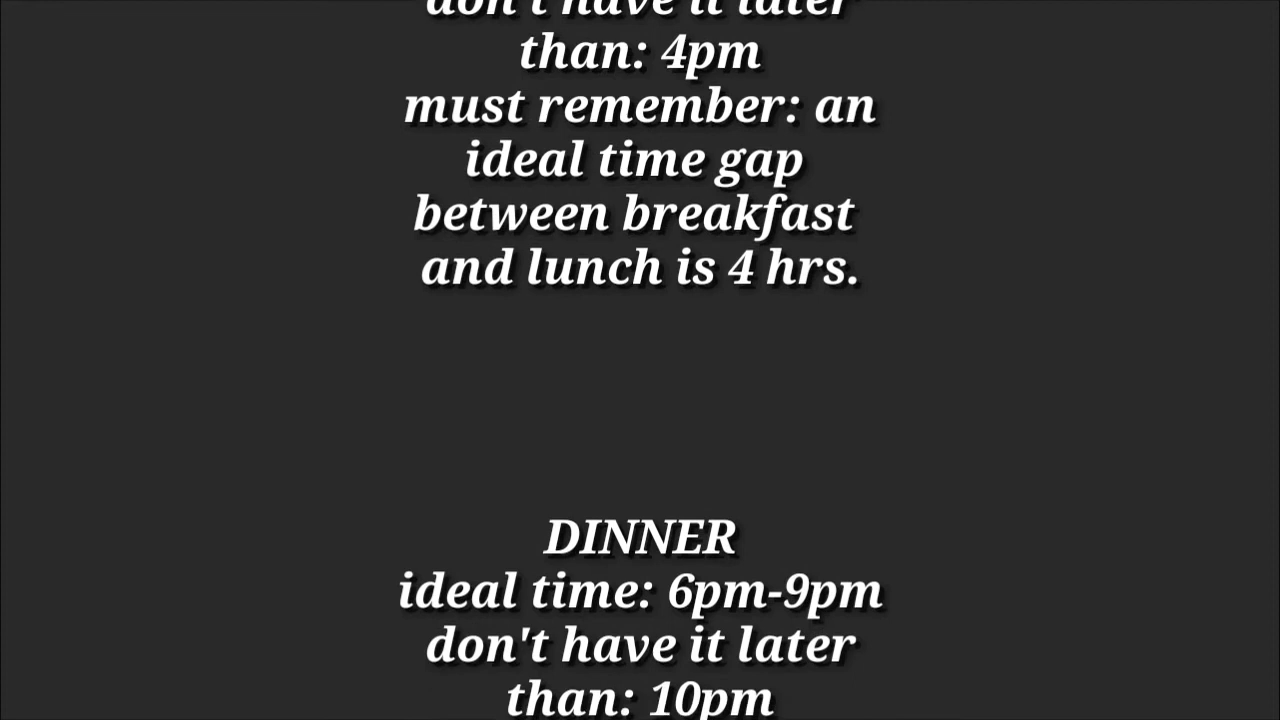 don't have it later
than: 4pm
must remember: an
ideal time gap
between breakfast
and lunch is 4 hrs.
DINNER
ideal time: 6pm-9pm
don't have it later
than: 10pm